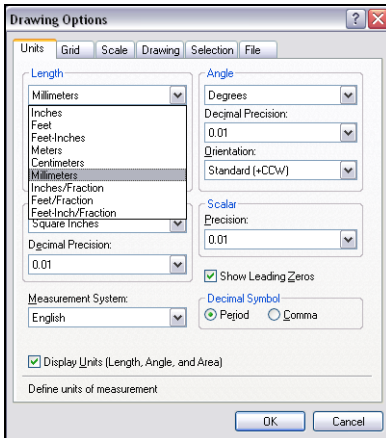 Drawing Options
Units Grid Scale Drawing Selection File
Length
Millimeters
Inches
Feet
Feet-Inches
Meters
Centimeters
Millimeters
Inches/Fraction
Feet/Fraction
Feet-Inch/Fraction
Square Inches
Decimal Precision:
0.01
Measurement System:
English
Angle
Degrees
Decimal Precision:
0.01
Orientation:
Standard (+CCW)
Scalar
Precision:
0.01
Show Leading Zeros
Decimal Symbol
Period Comma
Display Units (Length, Angle, and Area)
Define units of measurement
OK Cancel